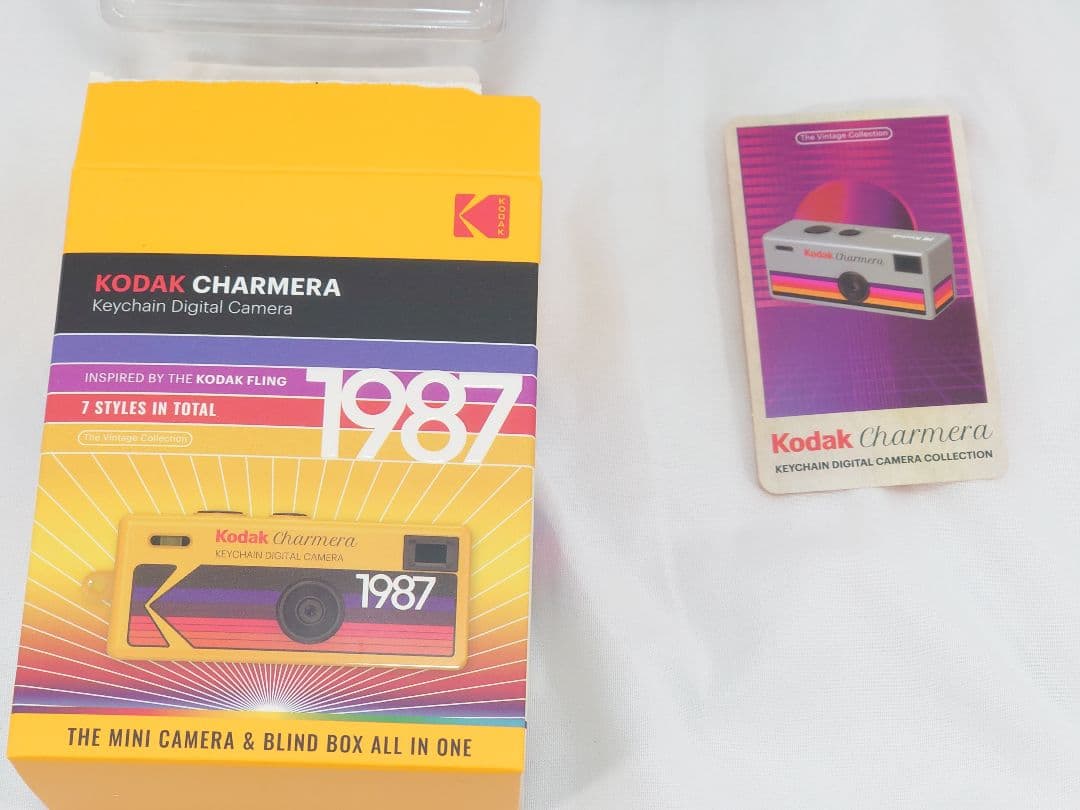 KODAK
KODAK CHARMERA
Keychain Digital Camera
INSPIRED BY THE KODAK FLING
1987
7 STYLES IN TOTAL
The Vintage Collection
Kodak Charmera
KEYCHAIN DIGITAL CAMERA
1987
THE MINI CAMERA & BLIND BOX ALL IN ONE
The Vintage Collection
Kodak Charmera
Kodak Charmera
KEYCHAIN DIGITAL CAMERA COLLECTION